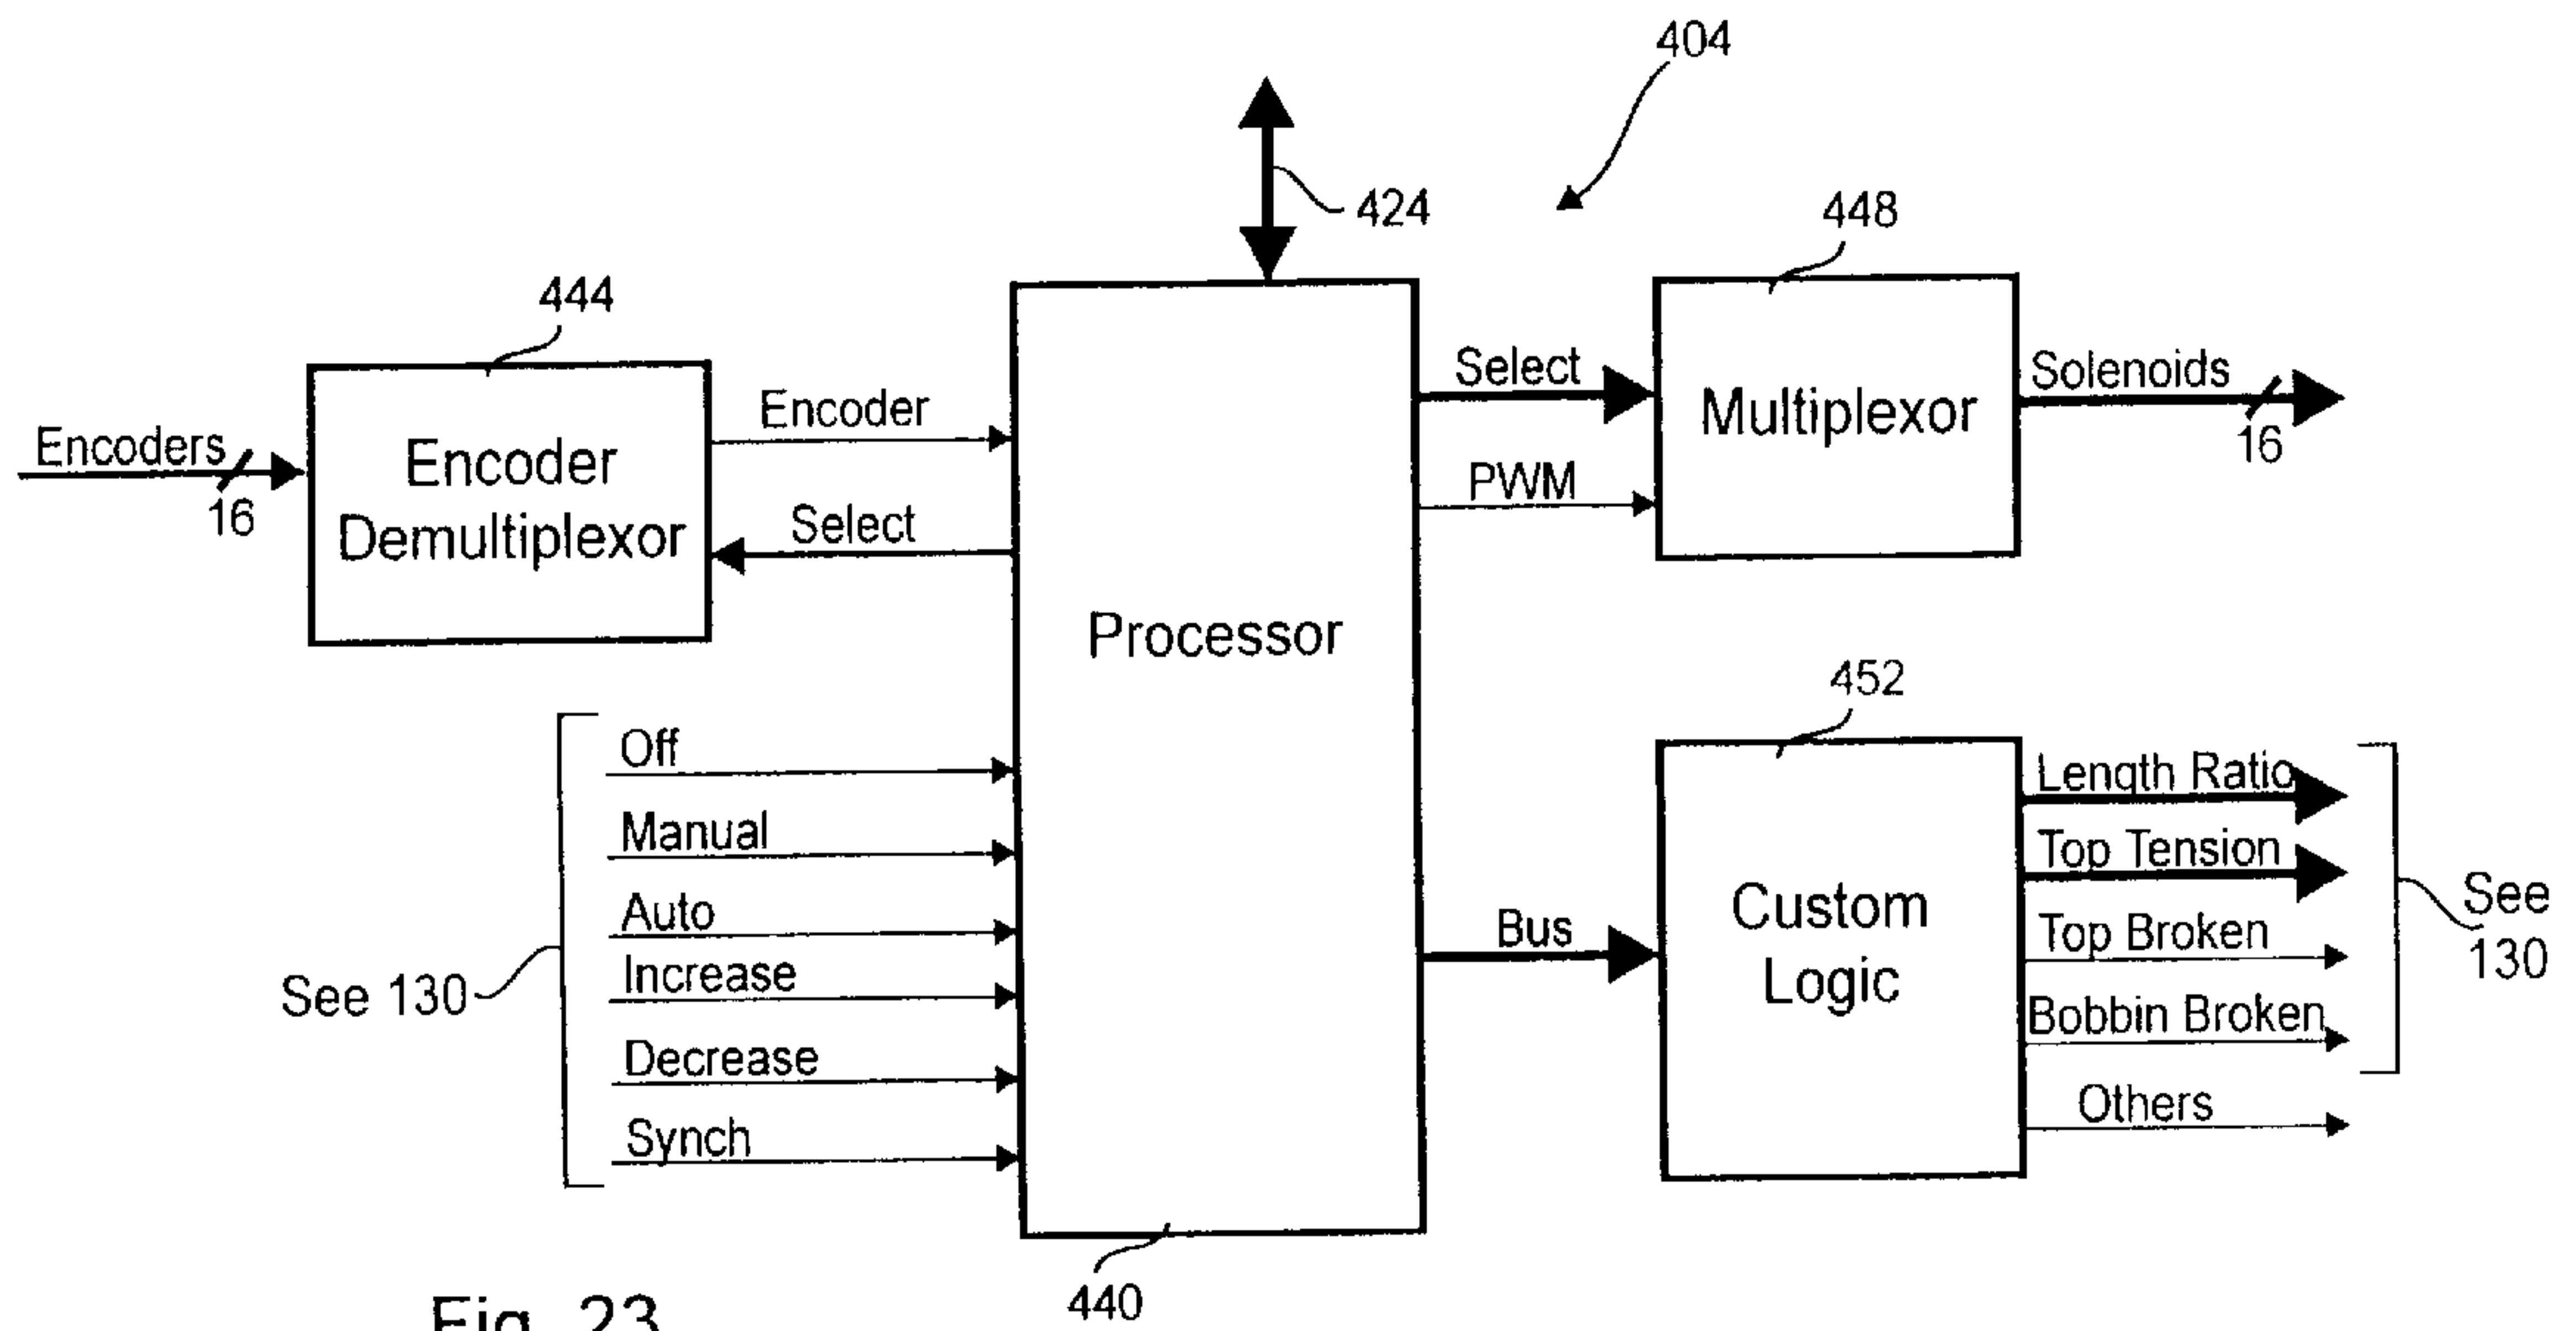 404
424
448
444
Select
Solenoids
16
Multiplexor
PWM
Encoder
Encoders
16
Encoder
Demultiplexor
Select
Processor
452
Off
Manual
Auto
Increase
Decrease
Synch
See 130
Bus
Custom
Logic
Length Ratio
Top Tension
Top Broken
Bobbin Broken
Others
See
130
440
Fig. 23